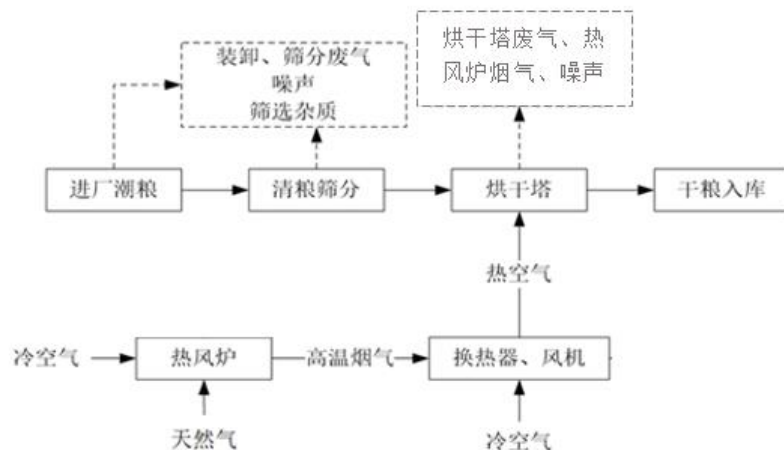 装卸、筛分废气
噪声
筛选杂质
烘干塔废气、热
风炉烟气、噪声
进厂潮粮
清粮筛分
烘干塔
干粮入库
热空气
冷空气
热风炉
高温烟气
换热器、风机
天然气
冷空气